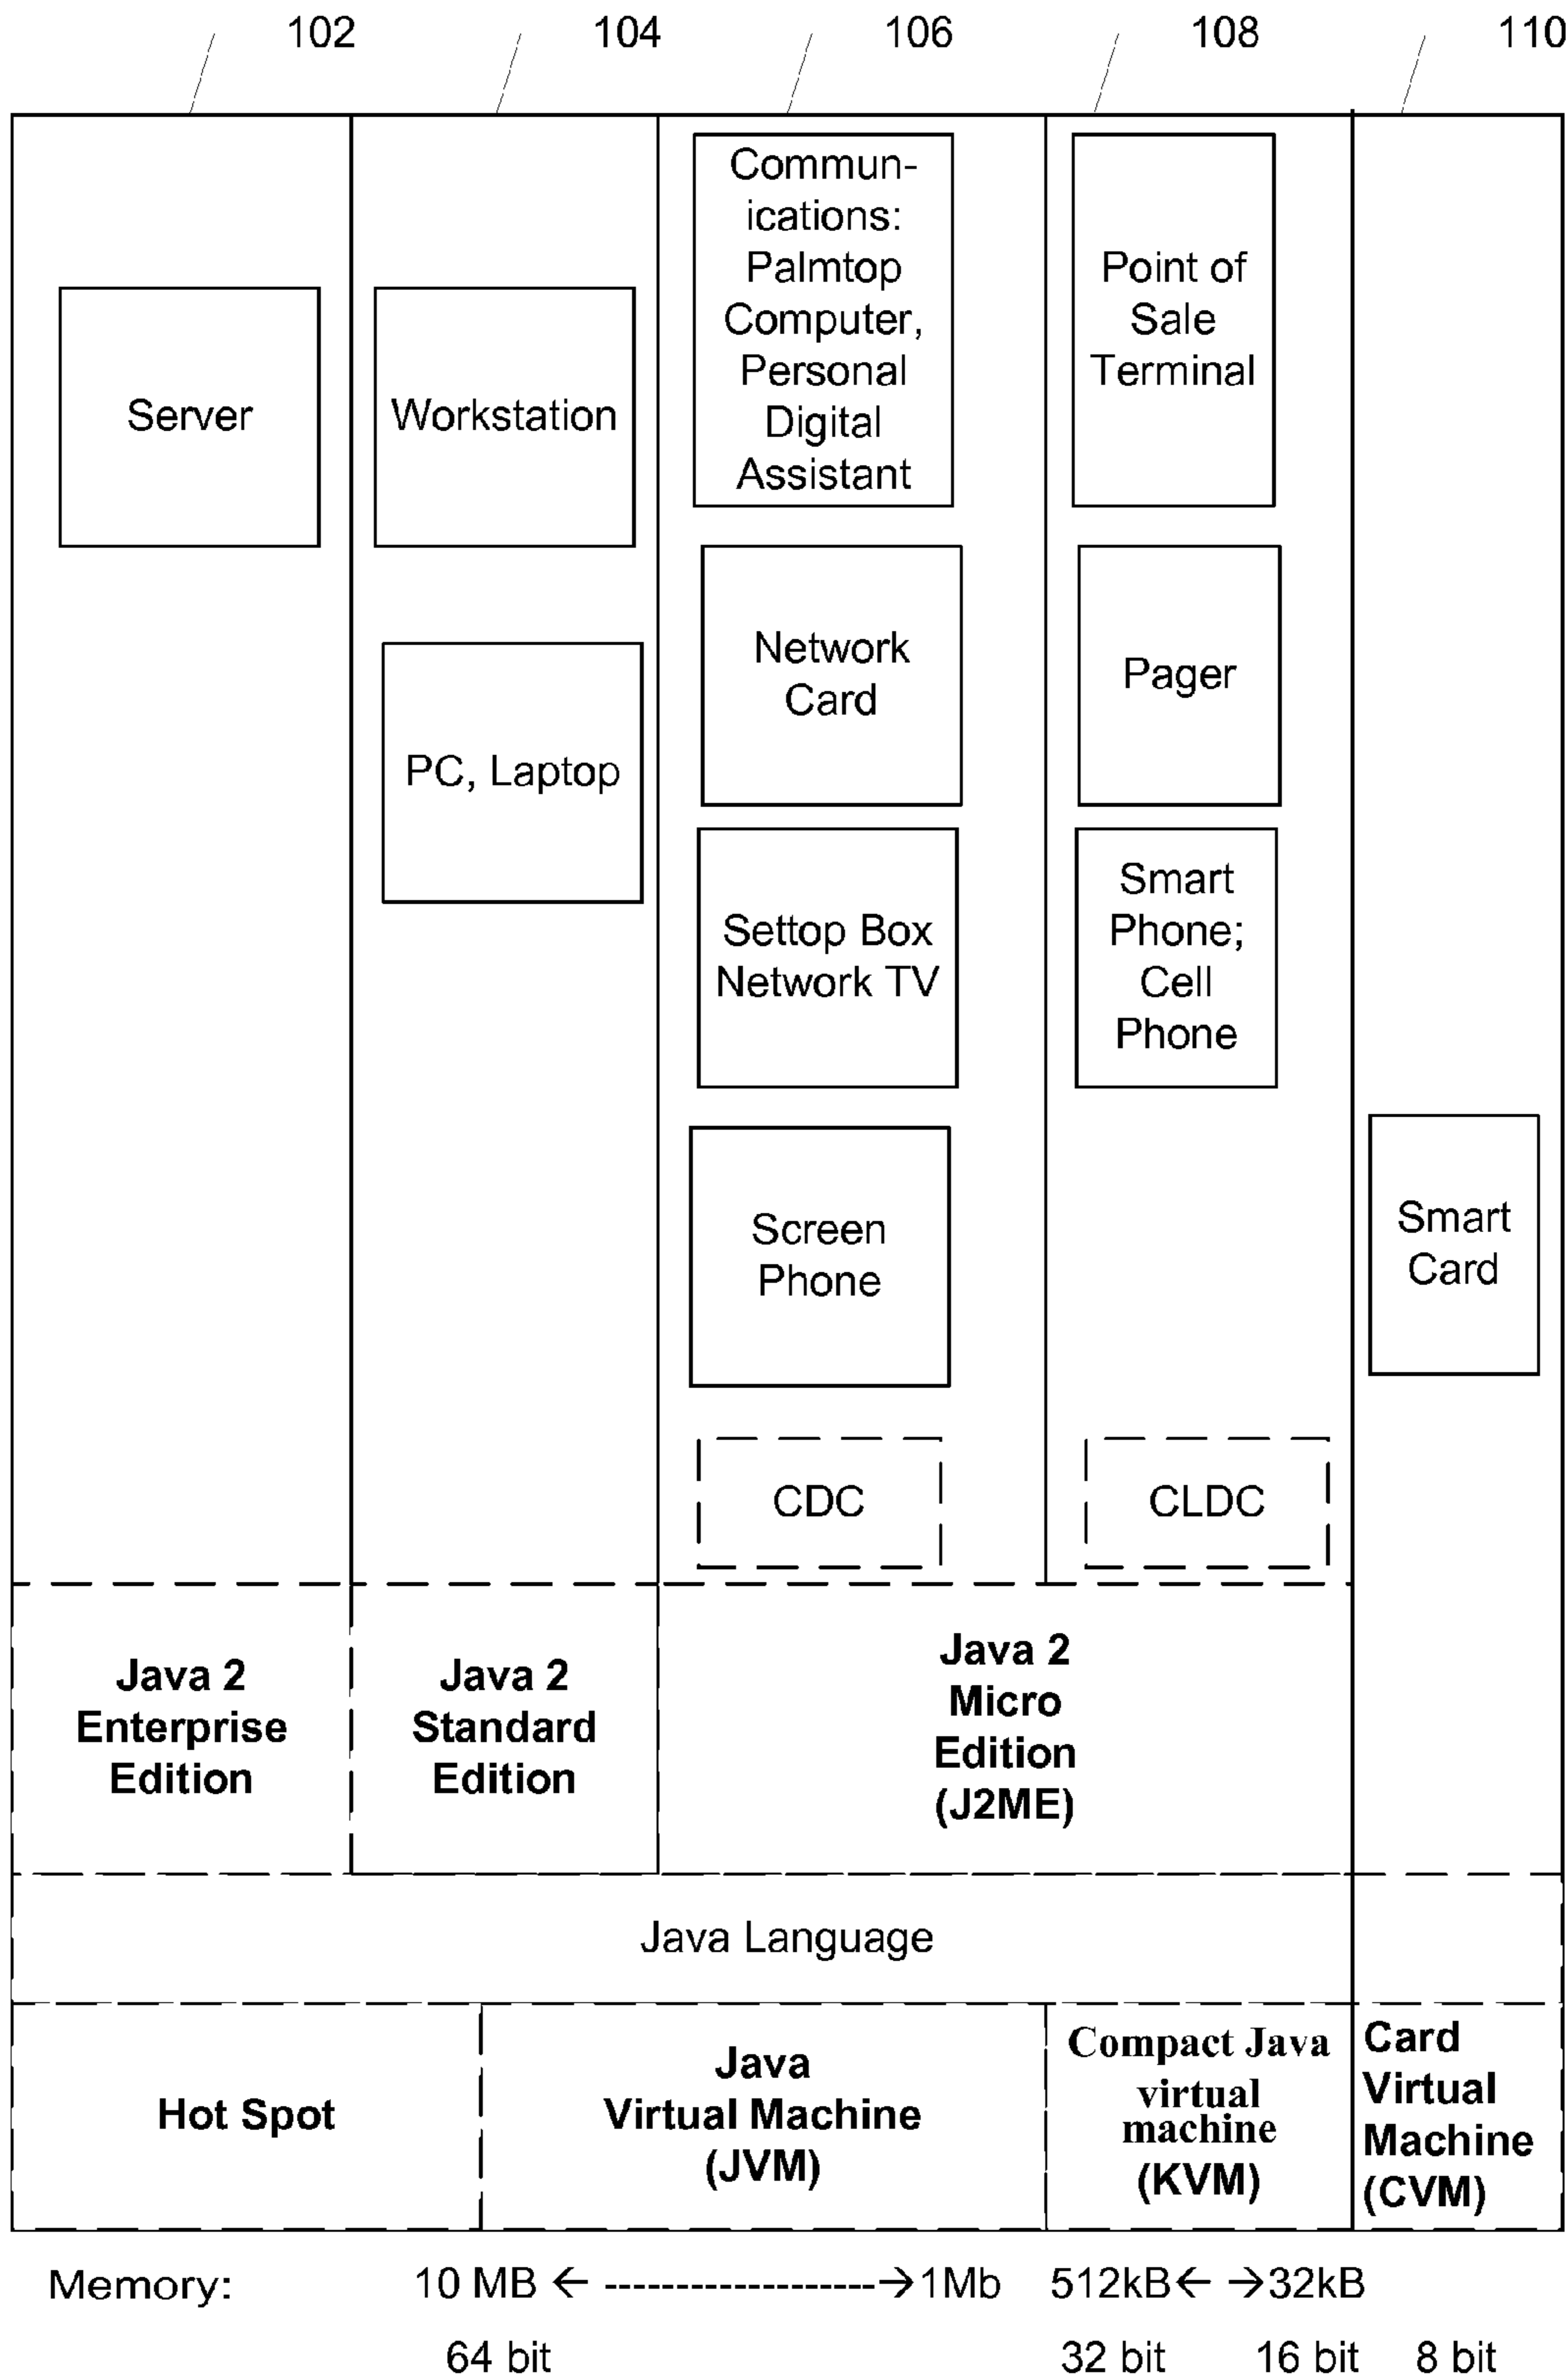 102 104 106 108 110
Server
Workstation
PC, Laptop
Commun-
ications:
Palmtop
Computer,
Personal
Digital
Assistant
Network
Card
Settop Box
Network TV
Screen
Phone
CDC
Point of
Sale
Terminal
Pager
Smart
Phone;
Cell
Phone
CLDC
Smart
Card
Java 2
Enterprise
Edition
Java 2
Standard
Edition
Java 2
Micro
Edition
(J2ME)
Java Language
Hot Spot
Java
Virtual Machine
(JVM)
Compact Java
virtual
machine
(KVM)
Card
Virtual
Machine
(CVM)
Memory: 10 MB ← ------------------→1Mb 512kB← →32kB
64 bit 32 bit 16 bit 8 bit